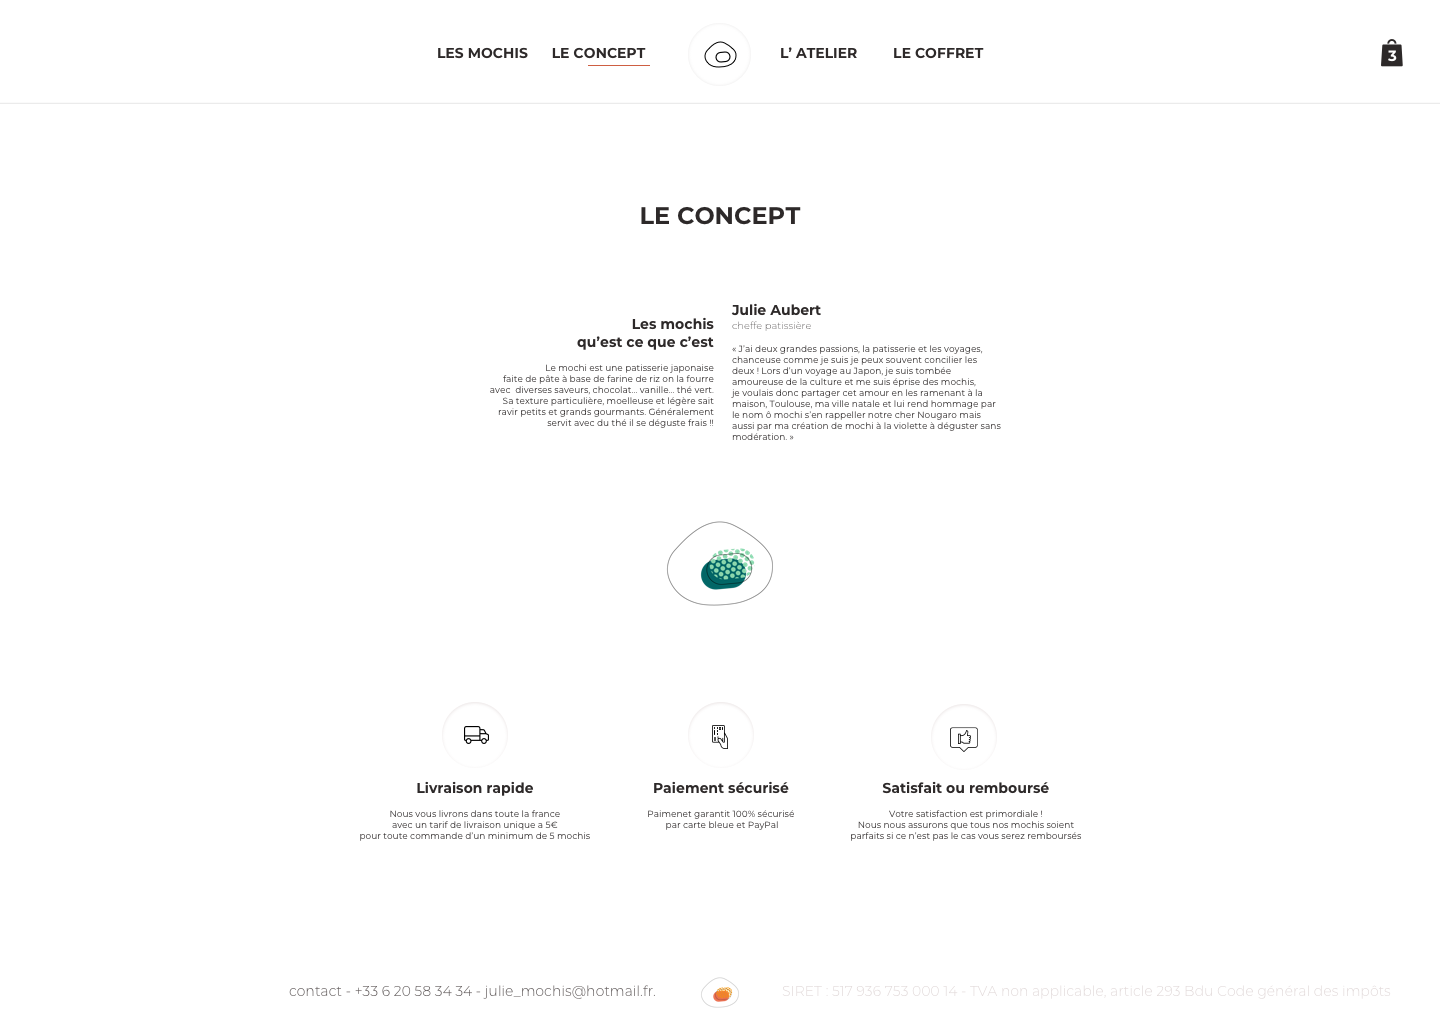 LES MOCHIS
LE CONCEPT
L' ATELIER
LE COFFRET
3
LE CONCEPT
Les mochis
qu'est ce que c'est
Le mochi est une patisserie japonaise
faite de pâte à base de farine de riz on la fourre
avec  diverses saveurs, chocolat... vanille... thé vert.
Sa texture particulière, moelleuse et légère sait
ravir petits et grands gourmants. Généralement
servit avec du thé il se déguste frais !!
Julie Aubert
cheffe patissière
« J'ai deux grandes passions, la patisserie et les voyages,
chanceuse comme je suis je peux souvent concilier les
deux ! Lors d'un voyage au Japon, je suis tombée
amoureuse de la culture et me suis éprise des mochis,
je voulais donc partager cet amour en les ramenant à la
maison, Toulouse, ma ville natale et lui rend hommage par
le nom ô mochi s'en rappeller notre cher Nougaro mais
aussi par ma création de mochi à la violette à déguster sans
modération. »
Livraison rapide
Nous vous livrons dans toute la france
avec un tarif de livraison unique a 5€
pour toute commande d'un minimum de 5 mochis
Paiement sécurisé
Paimenet garantit 100% sécurisé
par carte bleue et PayPal
Satisfait ou remboursé
Votre satisfaction est primordiale !
Nous nous assurons que tous nos mochis soient
parfaits si ce n'est pas le cas vous serez remboursés
contact - +33 6 20 58 34 34 - julie_mochis@hotmail.fr.
SIRET : 517 936 753 000 14 - TVA non applicable, article 293 Bdu Code général des impôts